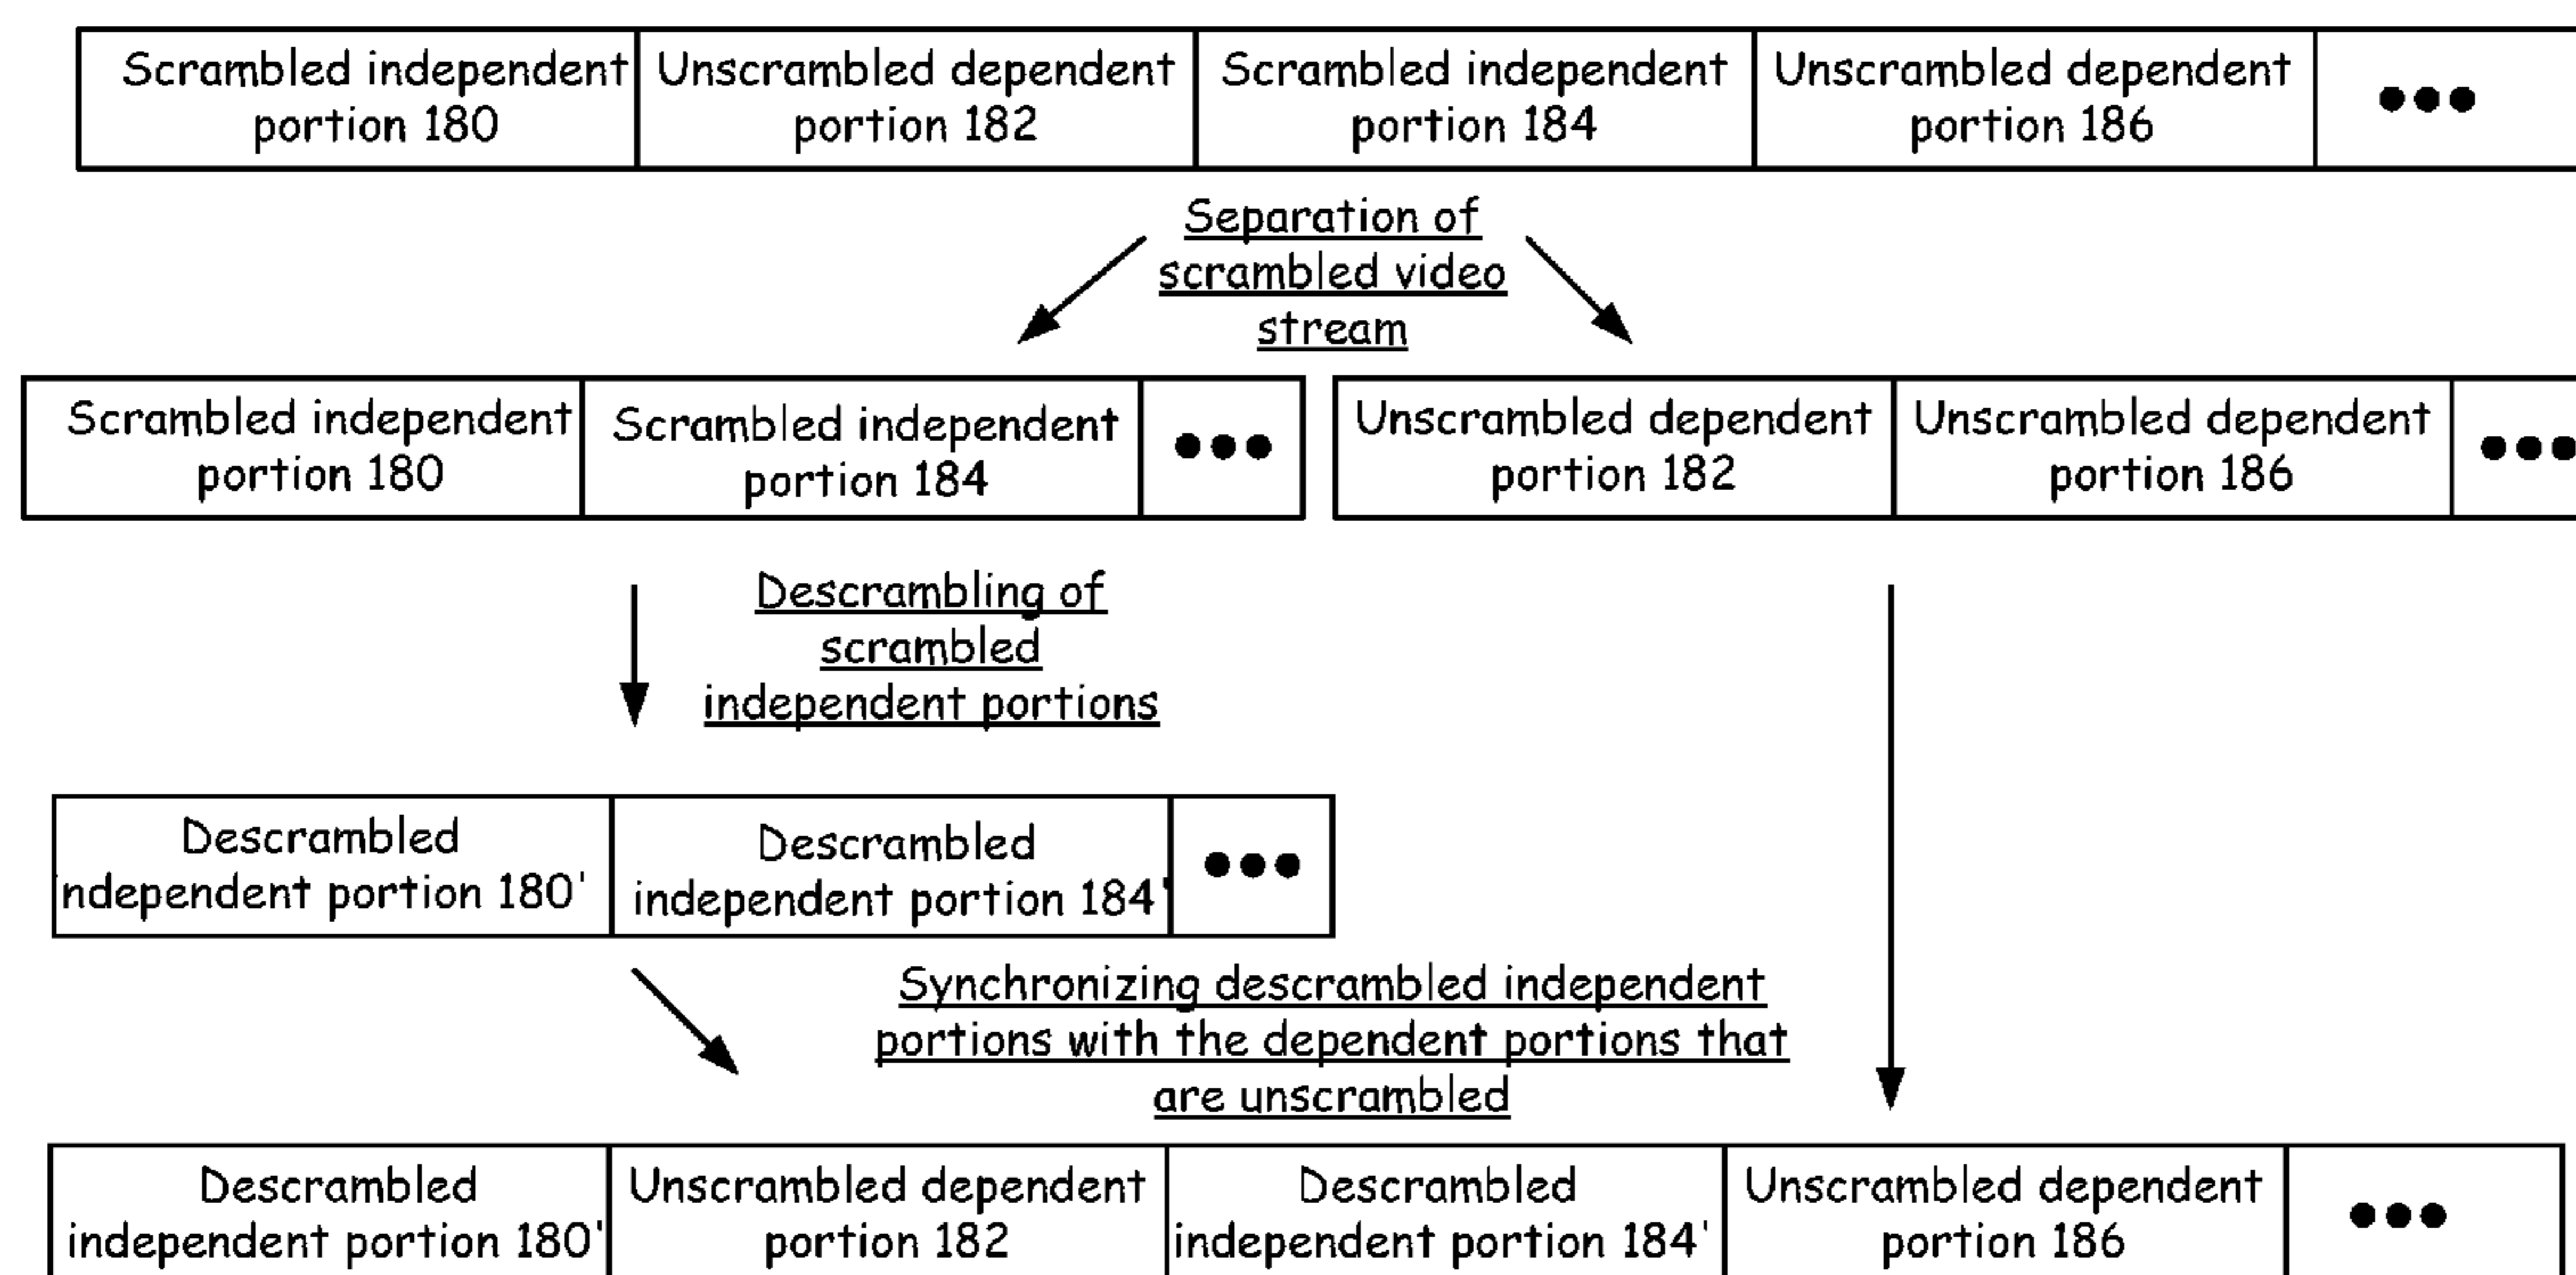 Scrambled independent
portion 180
Unscrambled dependent
portion 182
Scrambled independent
portion 184
Unscrambled dependent
portion 186
•••
Separation of
scrambled video
stream
Scrambled independent
portion 180
Scrambled independent
portion 184
•••
Unscrambled dependent
portion 182
Unscrambled dependent
portion 186
•••
Descrambling of
scrambled
independent portions
Descrambled
ndependent portion 180'
Descrambled
independent portion 184'
•••
Synchronizing descrambled independent
portions with the dependent portions that
are unscrambled
Descrambled
independent portion 180'
Unscrambled dependent
portion 182
Descrambled
independent portion 184'
Unscrambled dependent
portion 186
•••